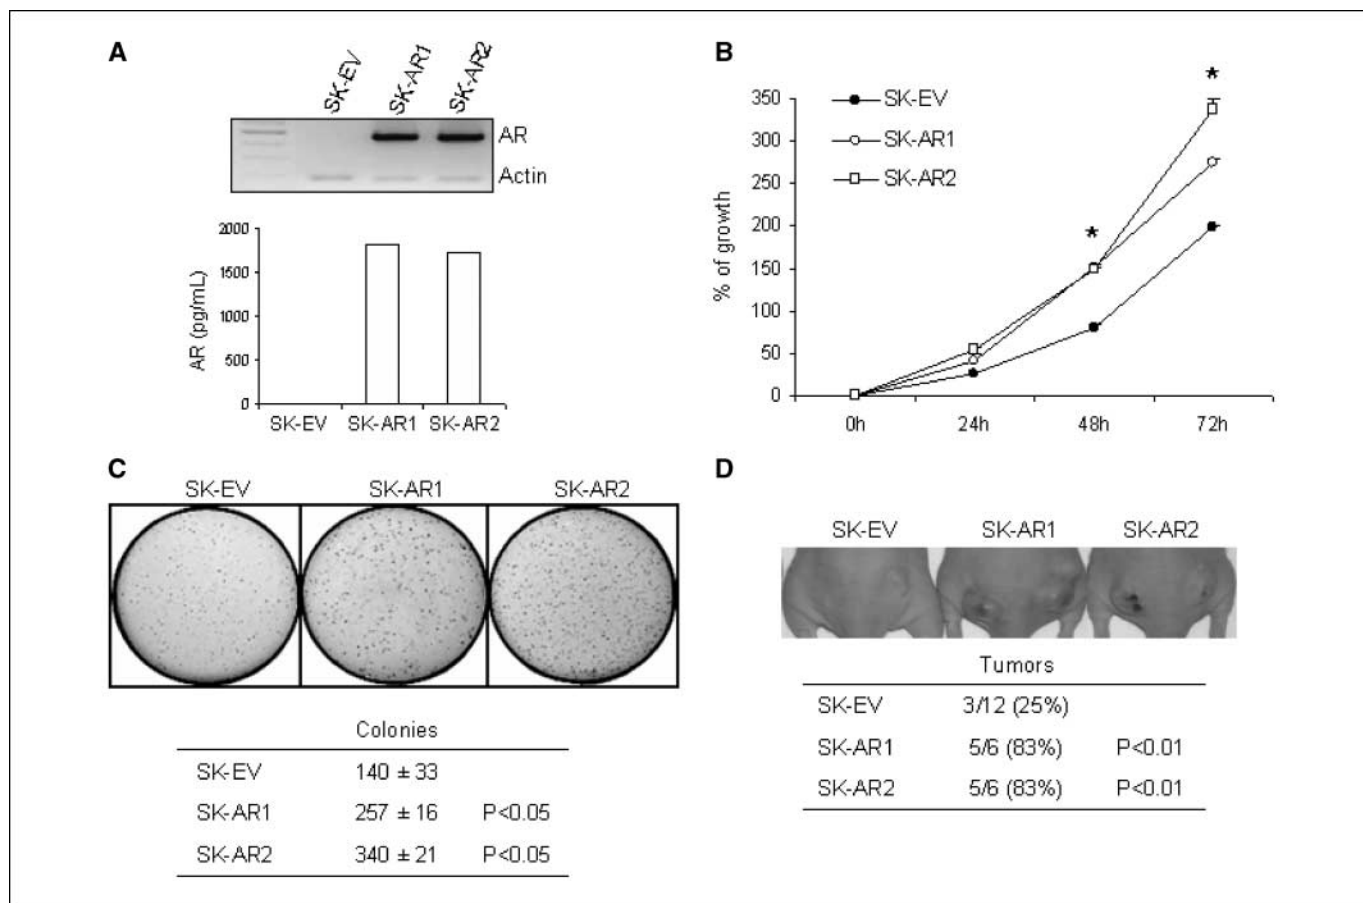 A
SK-EV
SK-AR1
SK-AR2
AR
Actin
2000
1500
1000
500
0
AR (pg/mL)
SK-EV SK-AR1 SK-AR2
B
SK-EV
SK-AR1
SK-AR2
350
300
250
200
150
100
50
0
% of growth
0h 24h 48h 72h
* *
C
SK-EV SK-AR1 SK-AR2
Colonies
SK-EV 140 ± 33
SK-AR1 257 ± 16 P<0.05
SK-AR2 340 ± 21 P<0.05
D
SK-EV SK-AR1 SK-AR2
Tumors
SK-EV 3/12 (25%)
SK-AR1 5/6 (83%) P<0.01
SK-AR2 5/6 (83%) P<0.01